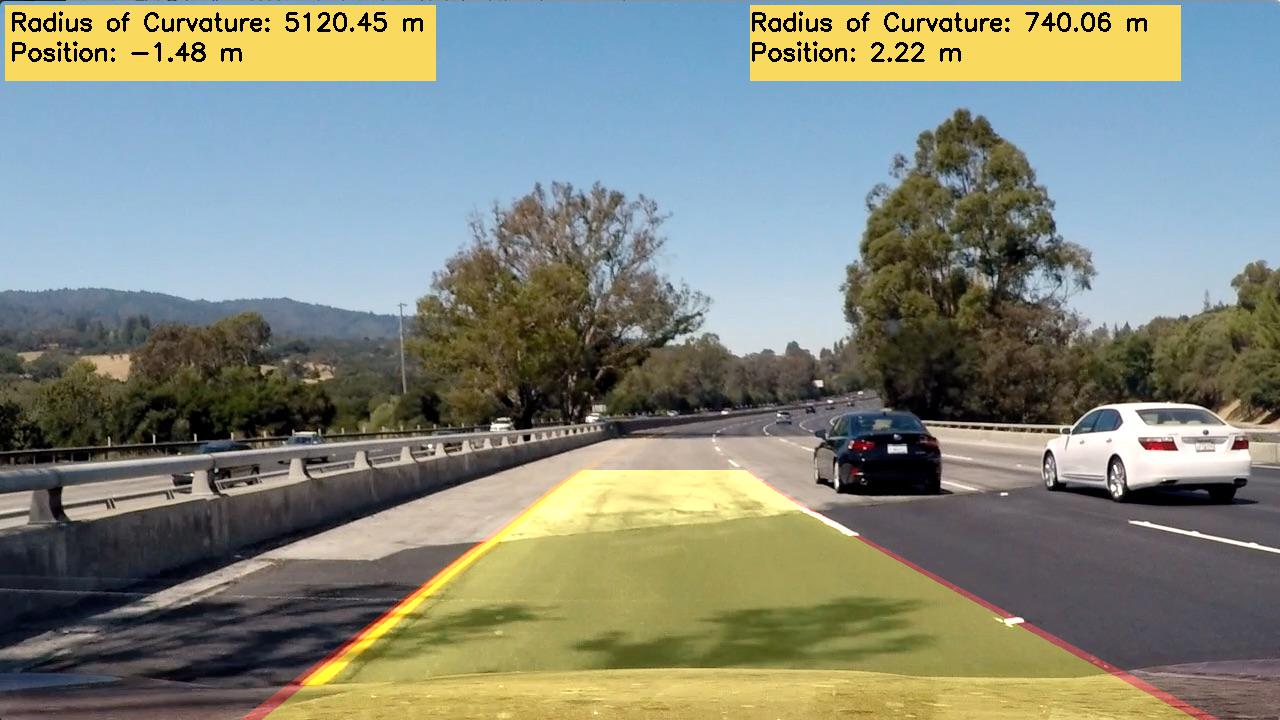 Radius of Curvature: 5120.45 m
Position: −1.48 m
Radius of Curvature: 740.06 m
Position: 2.22 m